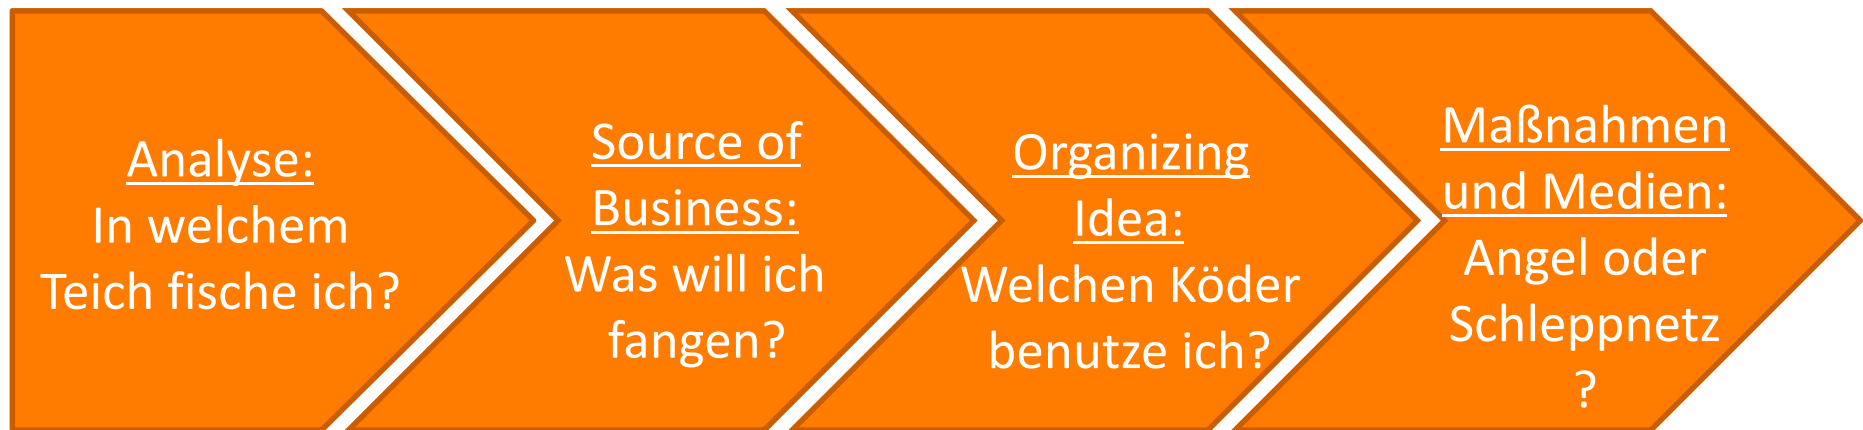 Analyse:
In welchem
Teich fische ich?
Source of
Business:
Was will ich
fangen?
Organizing
Idea:
Welchen Köder
benutze ich?
Maßnahmen
und Medien:
Angel oder
Schleppnetz
?